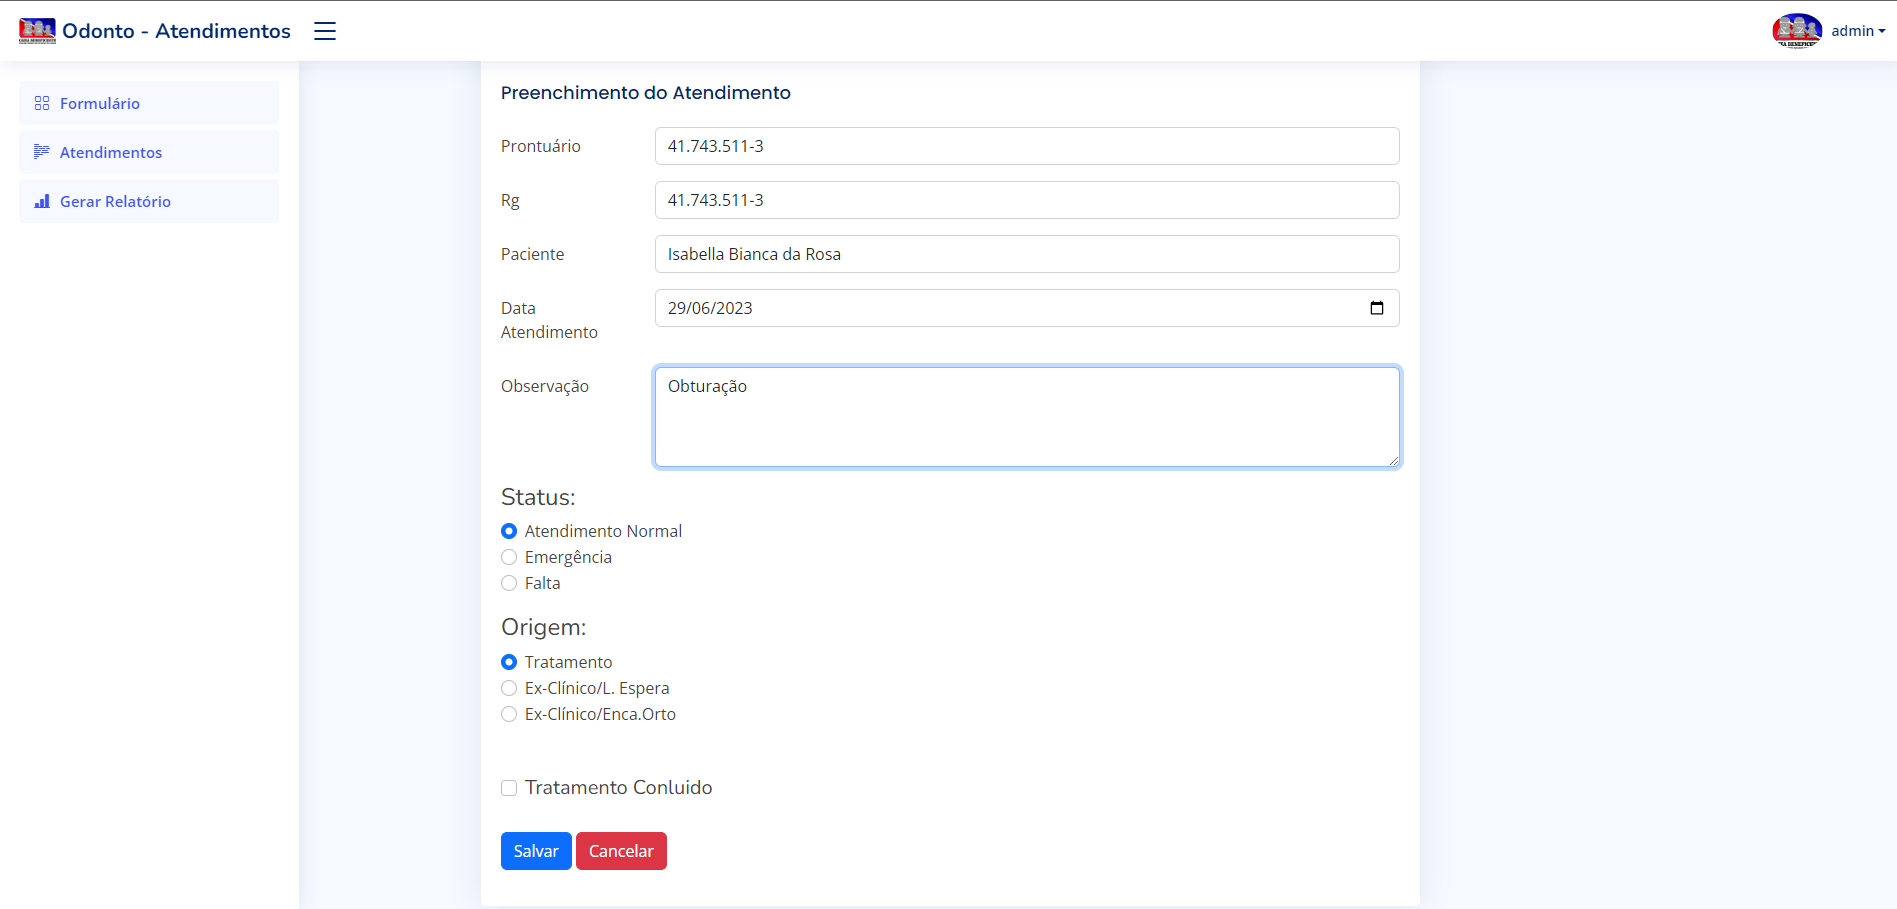 Odonto - Atendimentos
admin
Formulário
Atendimentos
Gerar Relatório
Preenchimento do Atendimento
Prontuário
41.743.511-3
Rg
41.743.511-3
Paciente
Isabella Bianca da Rosa
Data
Atendimento
29/06/2023
Observação
Obturação
Status:
Atendimento Normal
Emergência
Falta
Origem:
Tratamento
Ex-Clínico/L. Espera
Ex-Clínico/Enca.Orto
Tratamento Conluido
Salvar
Cancelar